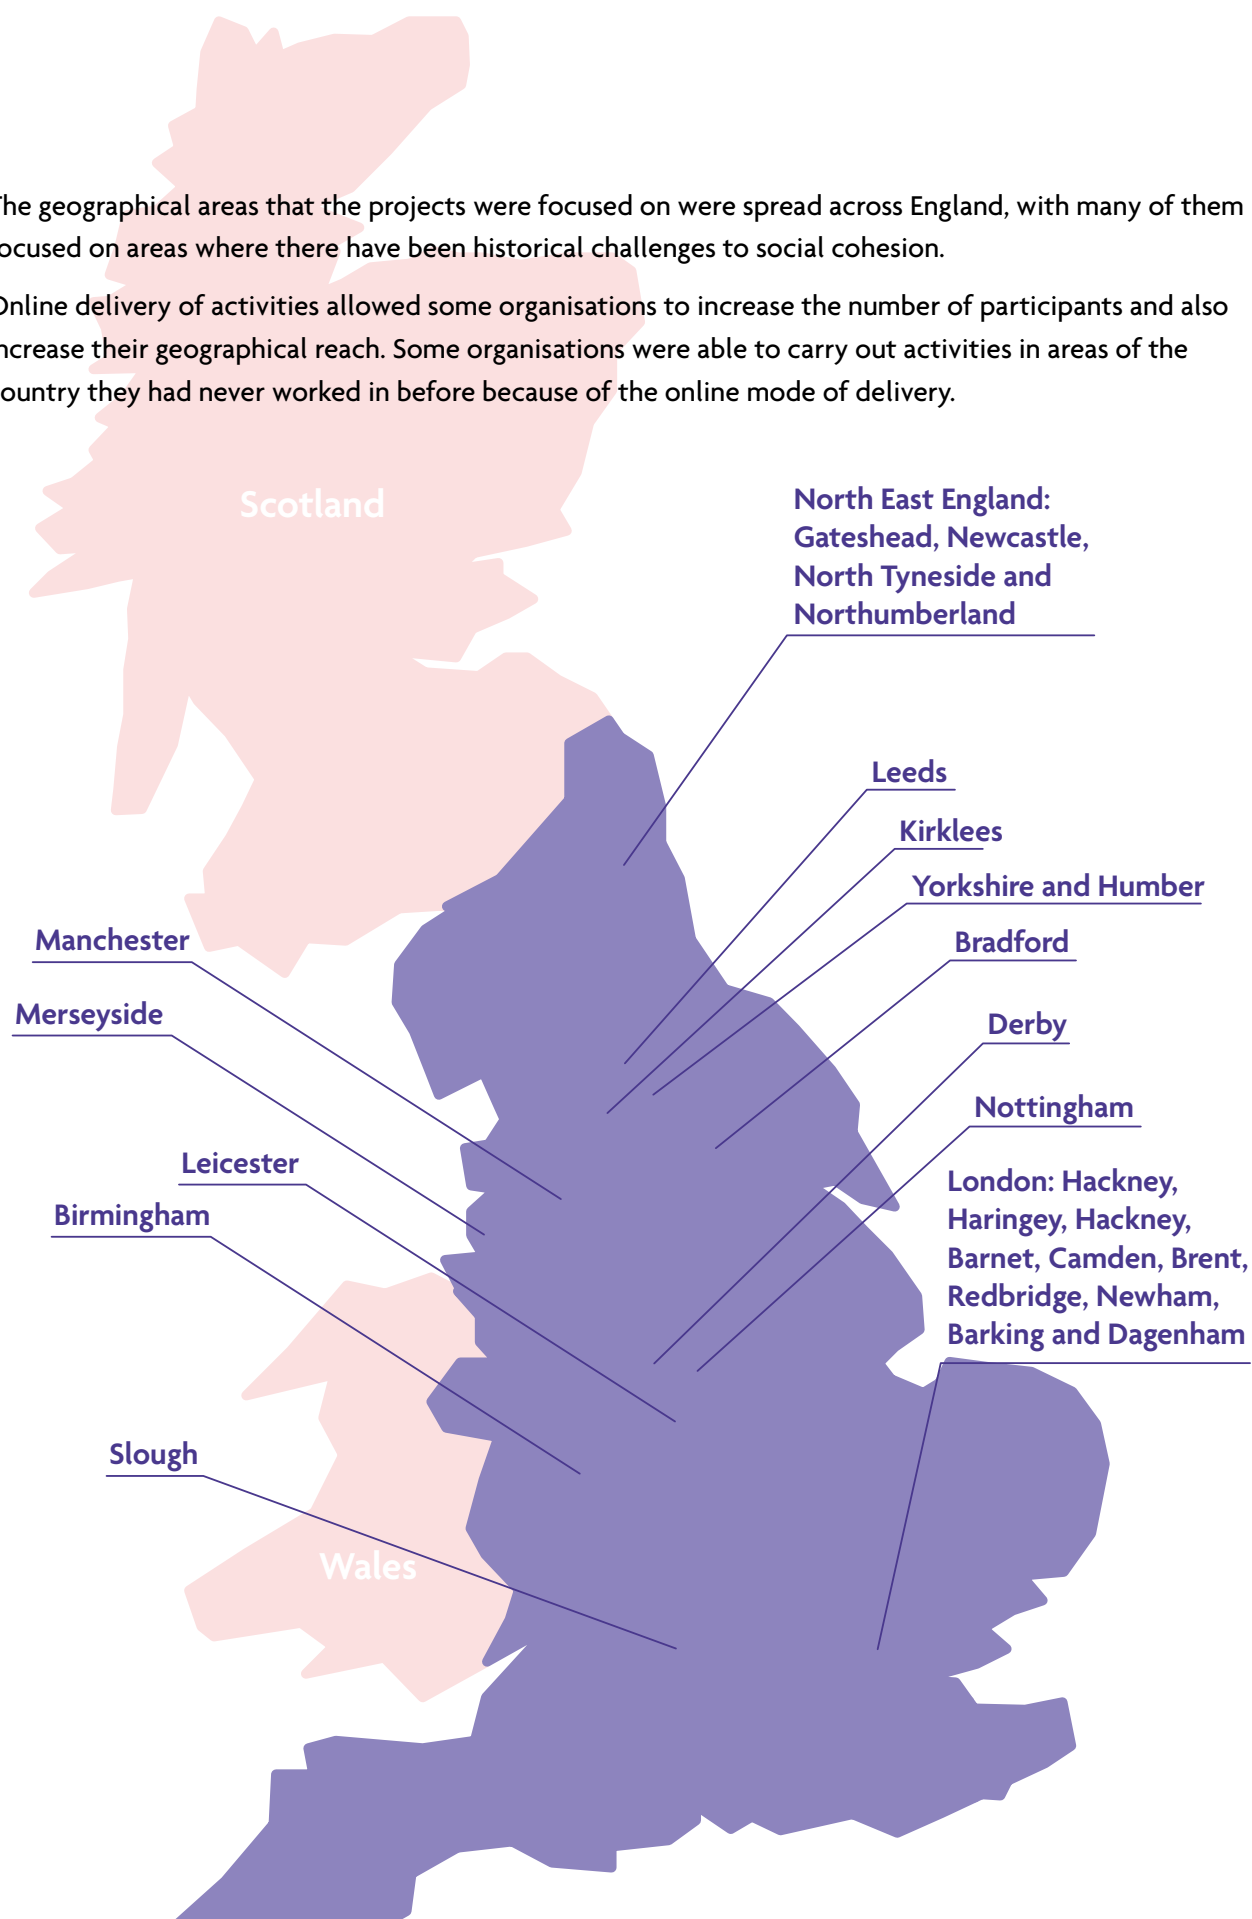 The geographical areas that the projects were focused on were spread across England, with many of them
focused on areas where there have been historical challenges to social cohesion.
Online delivery of activities allowed some organisations to increase the number of participants and also
increase their geographical reach. Some organisations were able to carry out activities in areas of the
country they had never worked in before because of the online mode of delivery.
Scotland
North East England:
Gateshead, Newcastle,
North Tyneside and
Northumberland
Leeds
Kirklees
Yorkshire and Humber
Manchester
Bradford
Merseyside
Derby
Nottingham
Leicester
Birmingham
London: Hackney,
Haringey, Hackney,
Barnet, Camden, Brent,
Redbridge, Newham,
Barking and Dagenham
Slough
Wales